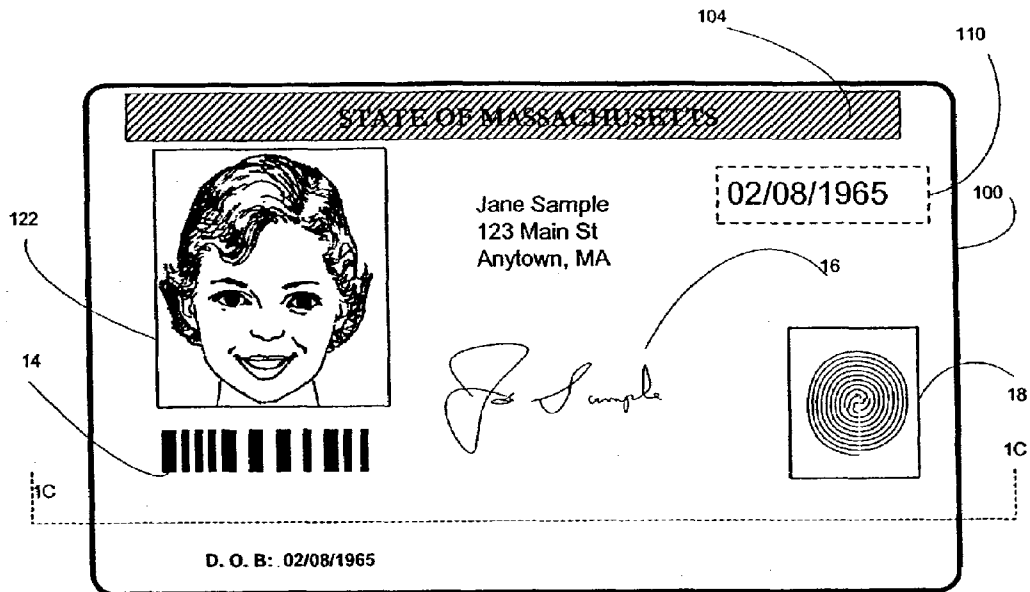 104
110
STATE OF MASSACHUSETTS
02/08/1965
100
122
Jane Sample
123 Main St
Anytown, MA
16
14
Sample
18
1C
1C
D. O. B: 02/08/1965